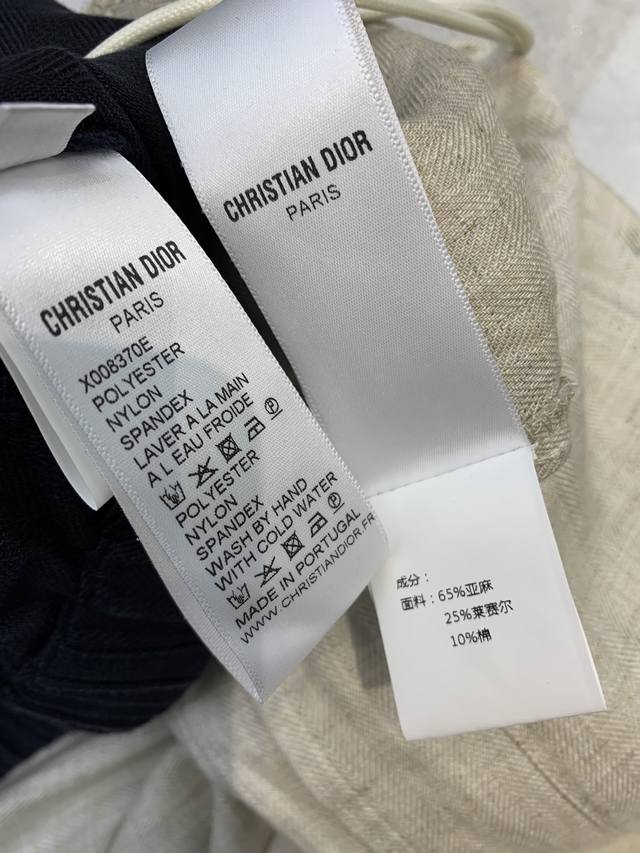 CHRISTIAN DIOR
PARIS
X008370E
POLYESTER
NYLON
SPANDEX
LAVER A LA MAIN
A L EAU FROIDE
POLYESTER
NYLON
SPANDEX
WASH BY HAND
WITH COLD WATER
MADE IN PORTUGAL
WWW.CHRISTIANDIOR.FR
CHRISTIAN DIOR
PARIS
成分：
面料：65%亚麻
25%莱赛尔
10%棉